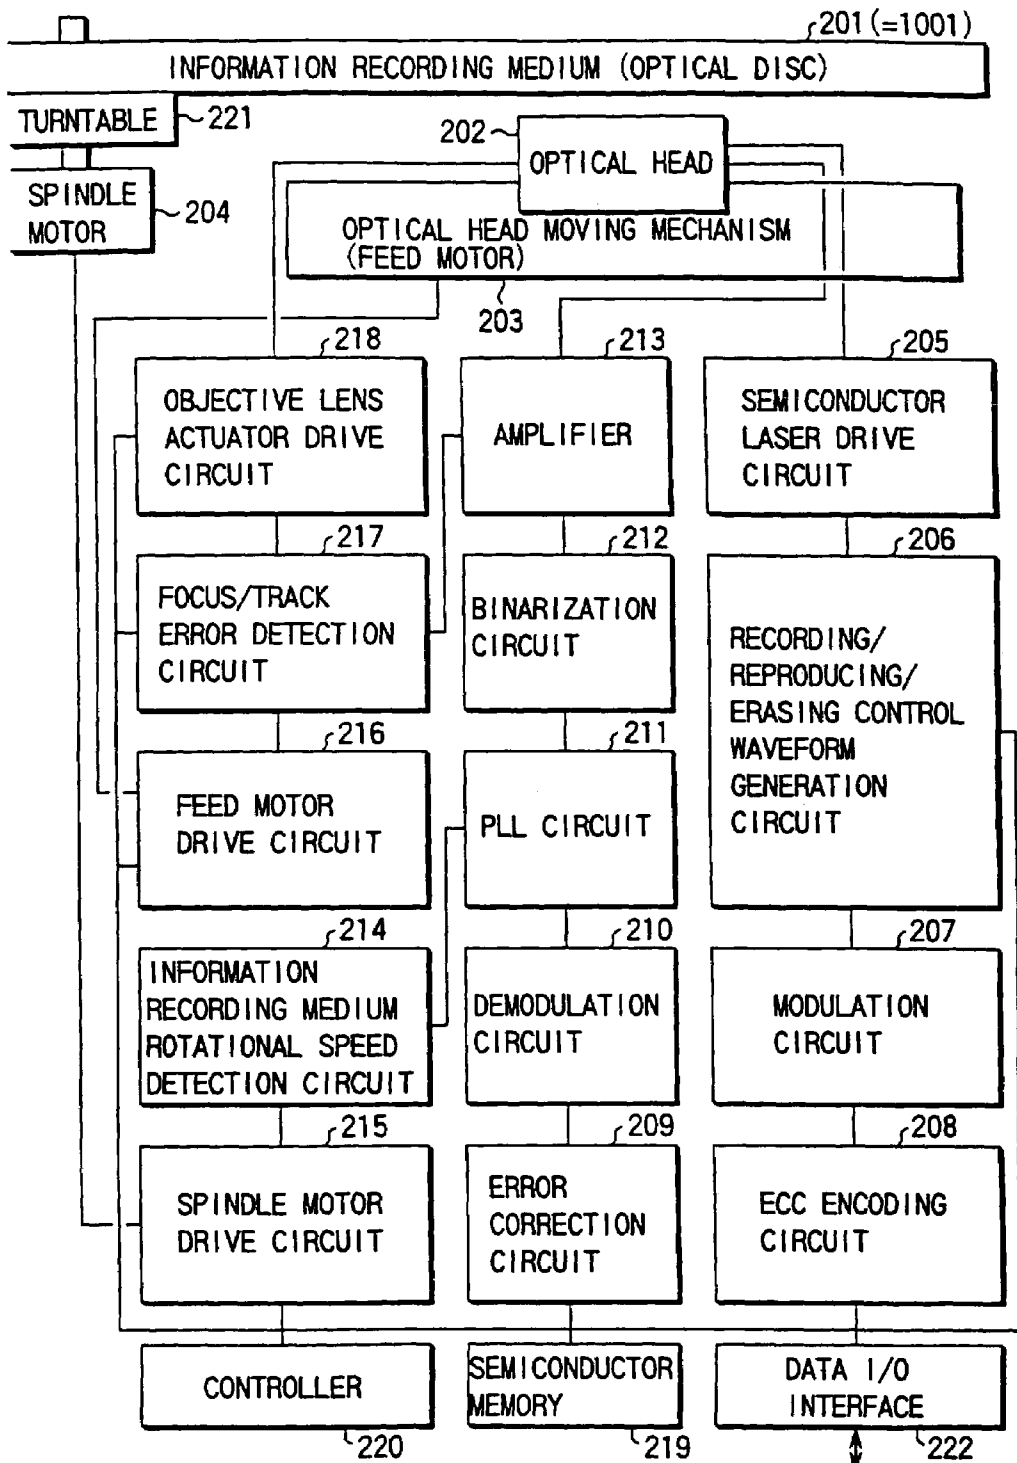 201 (=1001)
INFORMATION RECORDING MEDIUM (OPTICAL DISC)
TURNTABLE
221
202
OPTICAL HEAD
SPINDLE
MOTOR
204
OPTICAL HEAD MOVING MECHANISM
(FEED MOTOR)
203
218
213
205
OBJECTIVE LENS
ACTUATOR DRIVE
CIRCUIT
AMPLIFIER
SEMICONDUCTOR
LASER DRIVE
CIRCUIT
217
212
206
FOCUS/TRACK
ERROR DETECTION
CIRCUIT
BINARIZATION
CIRCUIT
RECORDING/
REPRODUCING/
ERASING CONTROL
WAVEFORM
GENERATION
CIRCUIT
216
211
FEED MOTOR
DRIVE CIRCUIT
PLL CIRCUIT
214
210
207
INFORMATION
RECORDING MEDIUM
ROTATIONAL SPEED
DETECTION CIRCUIT
DEMODULATION
CIRCUIT
MODULATION
CIRCUIT
215
209
208
SPINDLE MOTOR
DRIVE CIRCUIT
ERROR
CORRECTION
CIRCUIT
ECC ENCODING
CIRCUIT
CONTROLLER
SEMICONDUCTOR
MEMORY
DATA I/O
INTERFACE
220
219
222